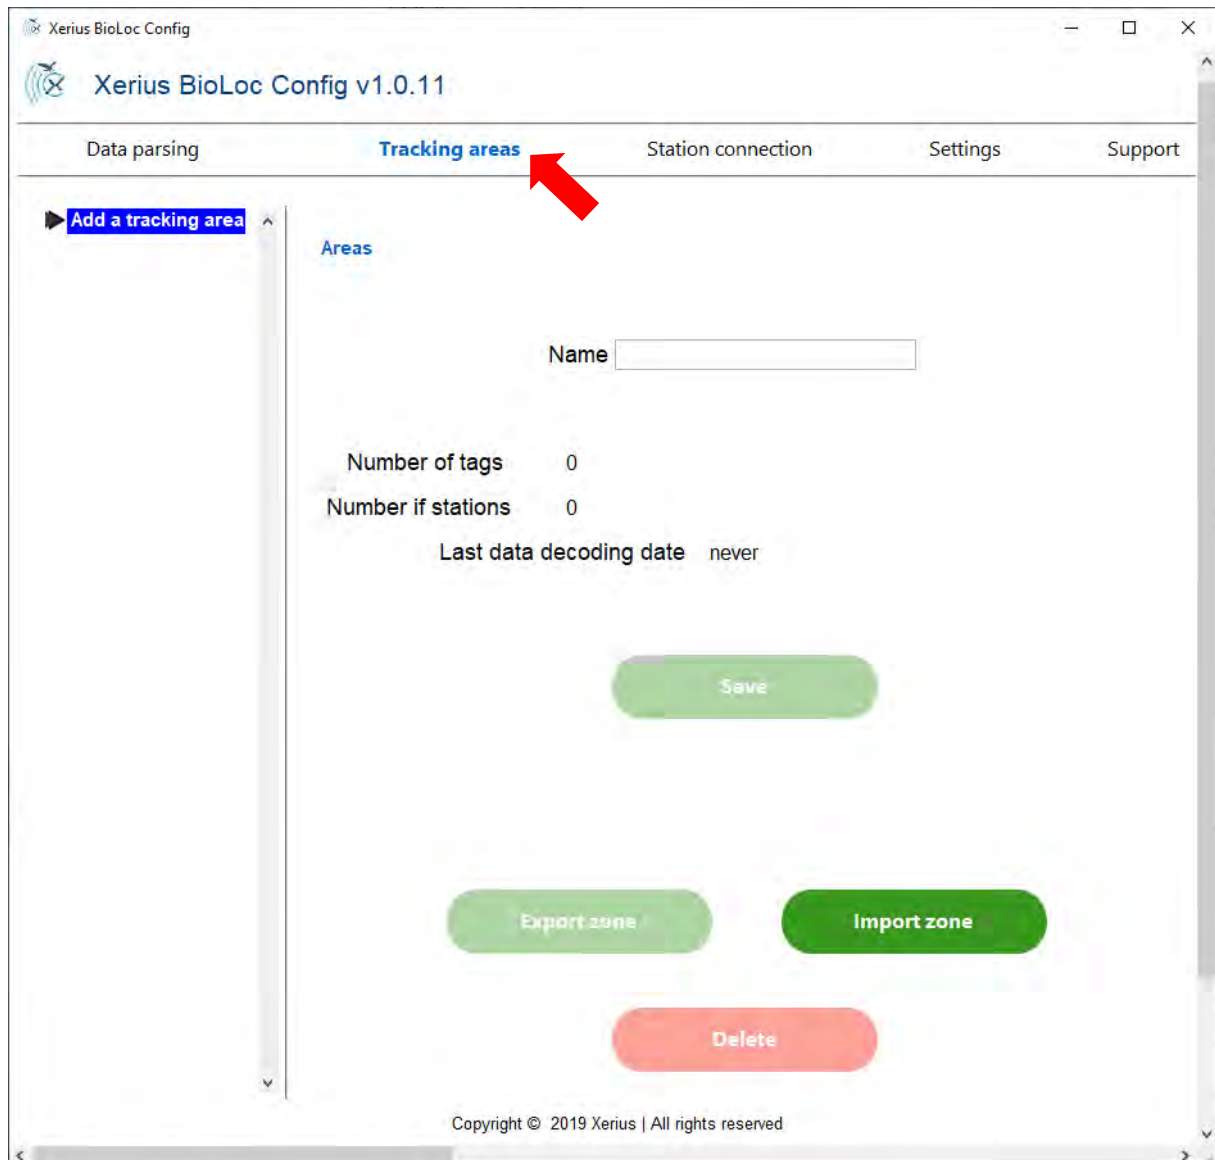 Xerius BioLoc Config
Xerius BioLoc Config v1.0.11
Data parsing Tracking areas Station connection Settings Support
Add a tracking area
Areas
Name
Number of tags 0
Number if stations 0
Last data decoding date never
Save
Export zone Import zone
Delete
Copyright © 2019 Xerius | All rights reserved